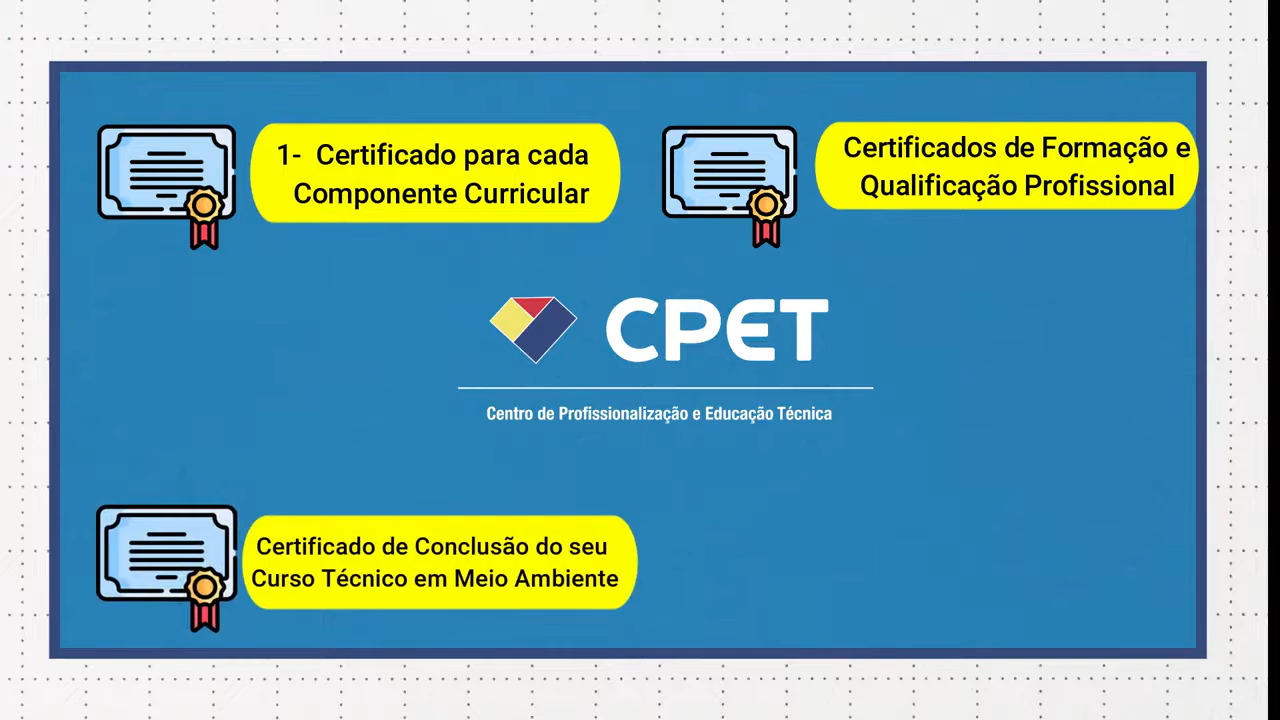 1- Certificado para cada
Componente Curricular
Certificados de Formação e
Qualificação Profissional
CPET
Centro de Profissionalização e Educação Técnica
Certificado de Conclusão do seu
Curso Técnico em Meio Ambiente